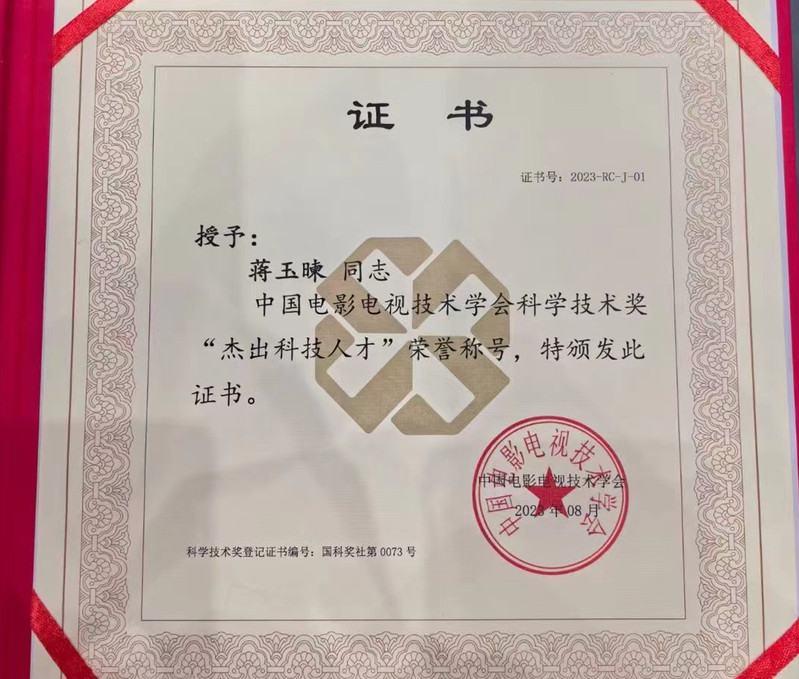 证 书
证书号：2023-RC-J-01
授予：
蒋玉暕 同志
中国电影电视技术学会科学技术奖
“杰出科技人才”荣誉称号，特颁发此
证书。
中国电影电视技术学会
中国电影电视技术学会
2023 年 08 月
科学技术奖登记证书编号：国科奖社第 0073 号